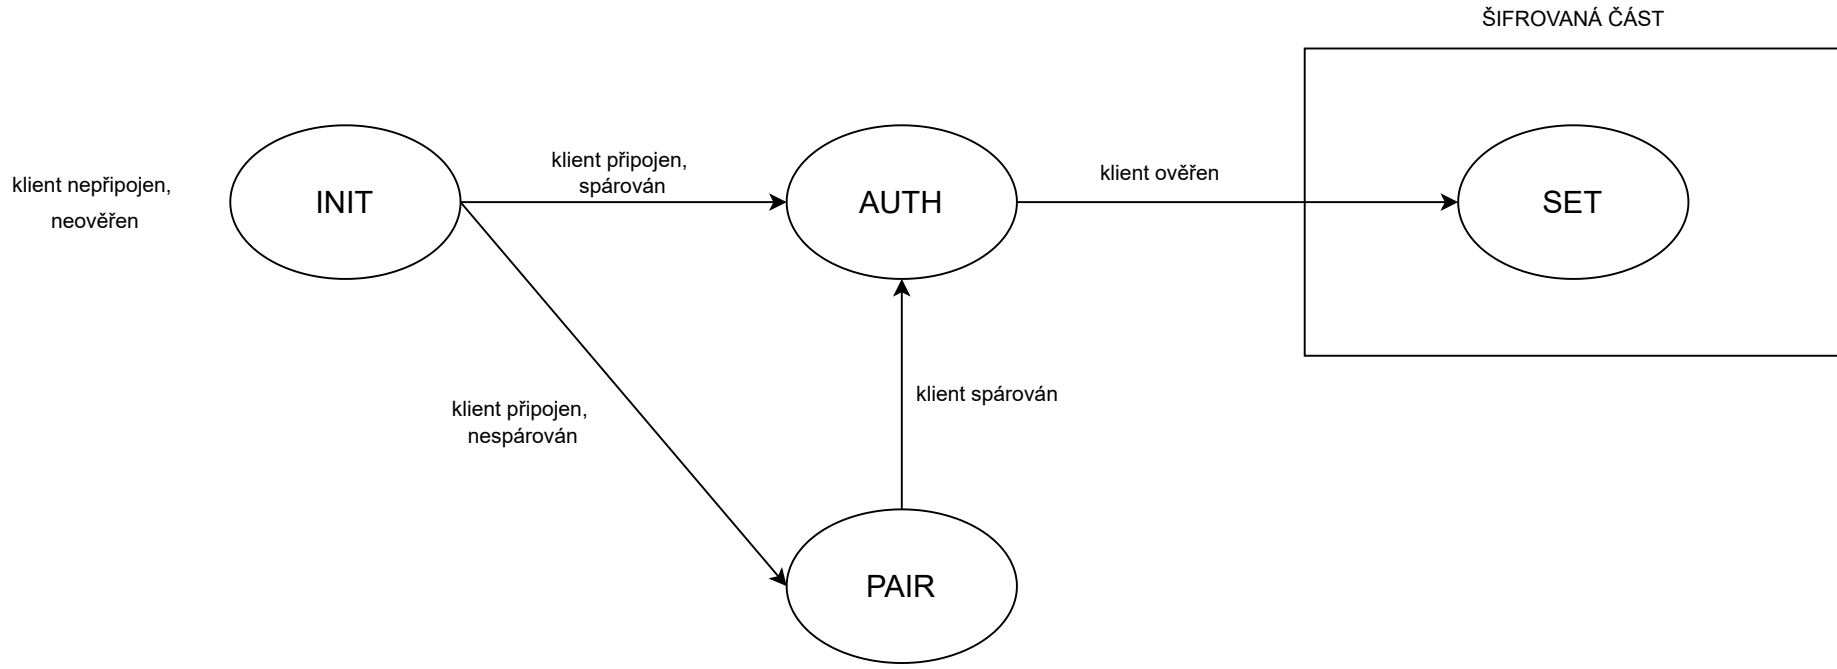 ŠIFROVANÁ ČÁST
klient nepřipojen,
neověřen
INIT
klient připojen,
spárován
AUTH
klient ověřen
SET
klient připojen,
nespárován
klient spárován
PAIR